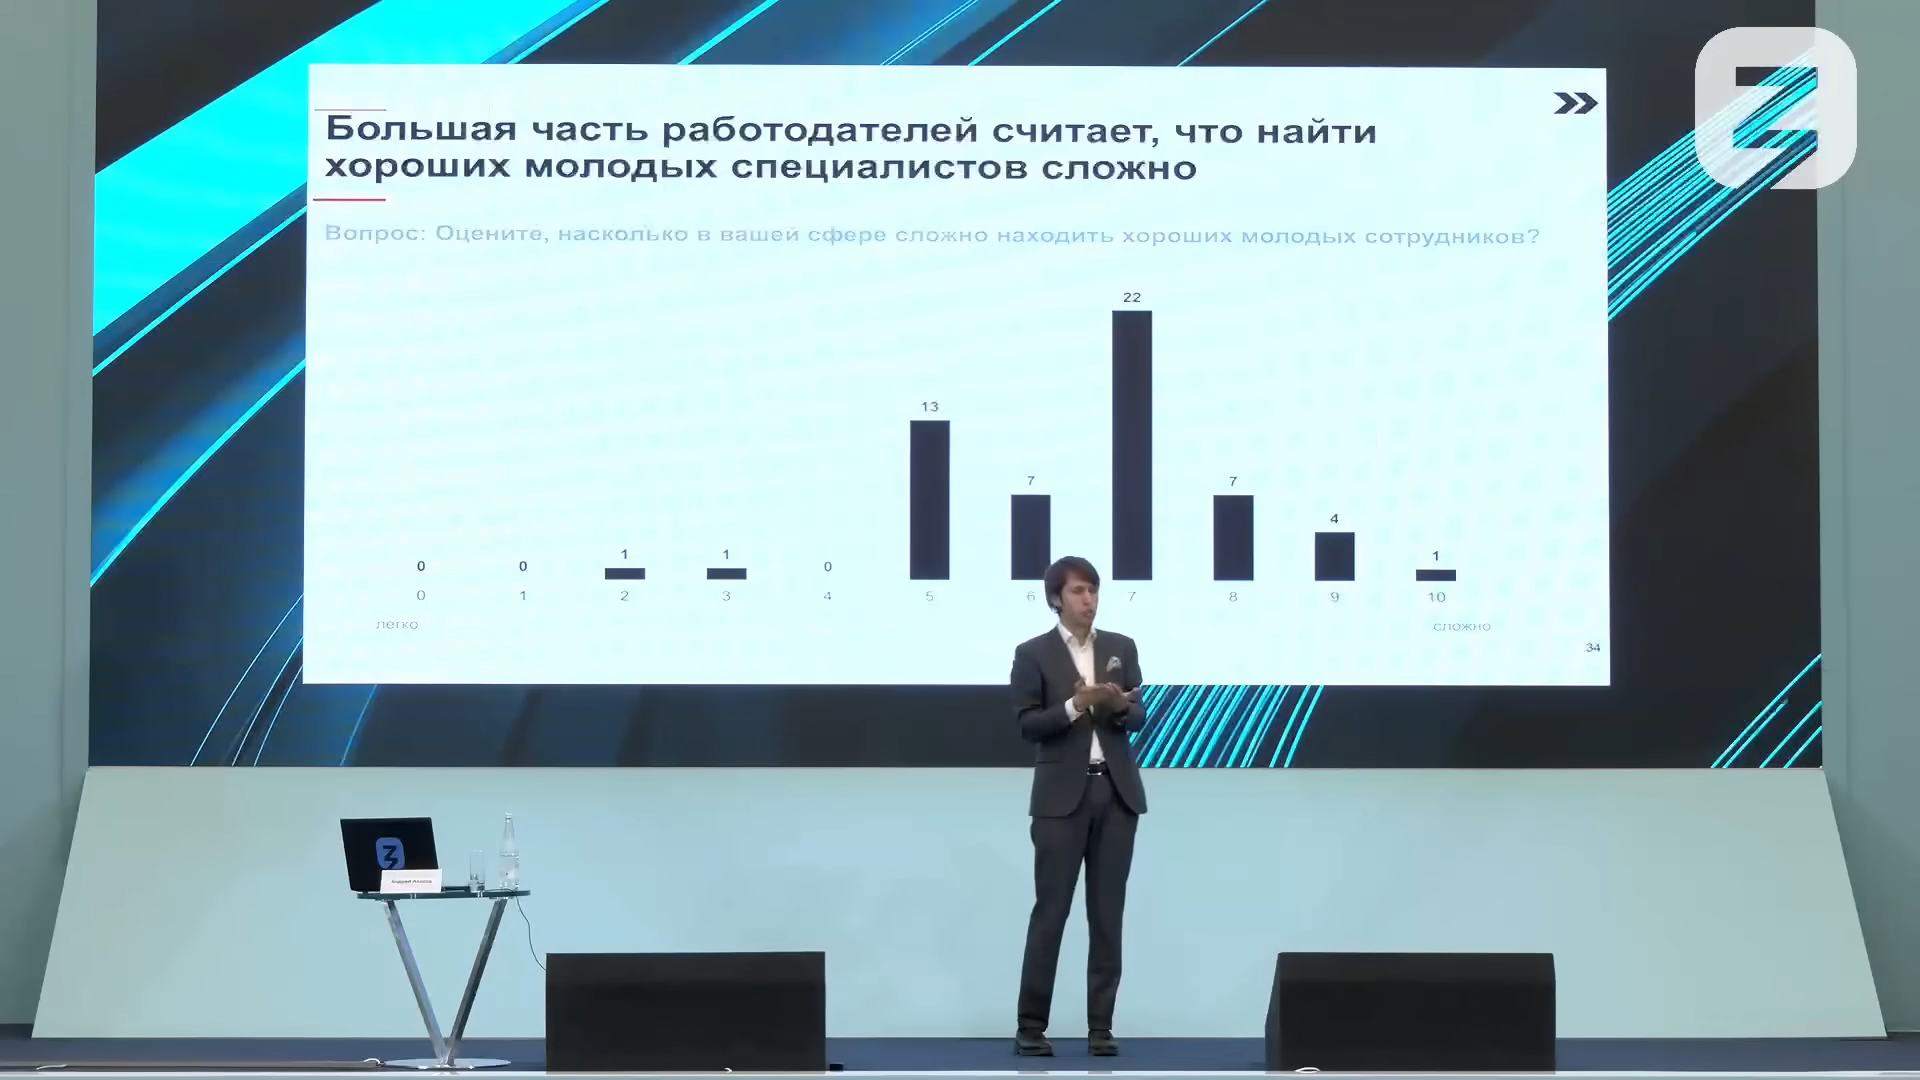 Большая часть работодателей считает, что найти
хороших молодых специалистов сложно
Вопрос: Оцените, насколько в вашей сфере сложно находить хороших молодых сотрудников?
0 0 1 1 0 13 7 22 7 4 1
0 1 2 3 4 5 6 7 8 9 10
легко сложно
34